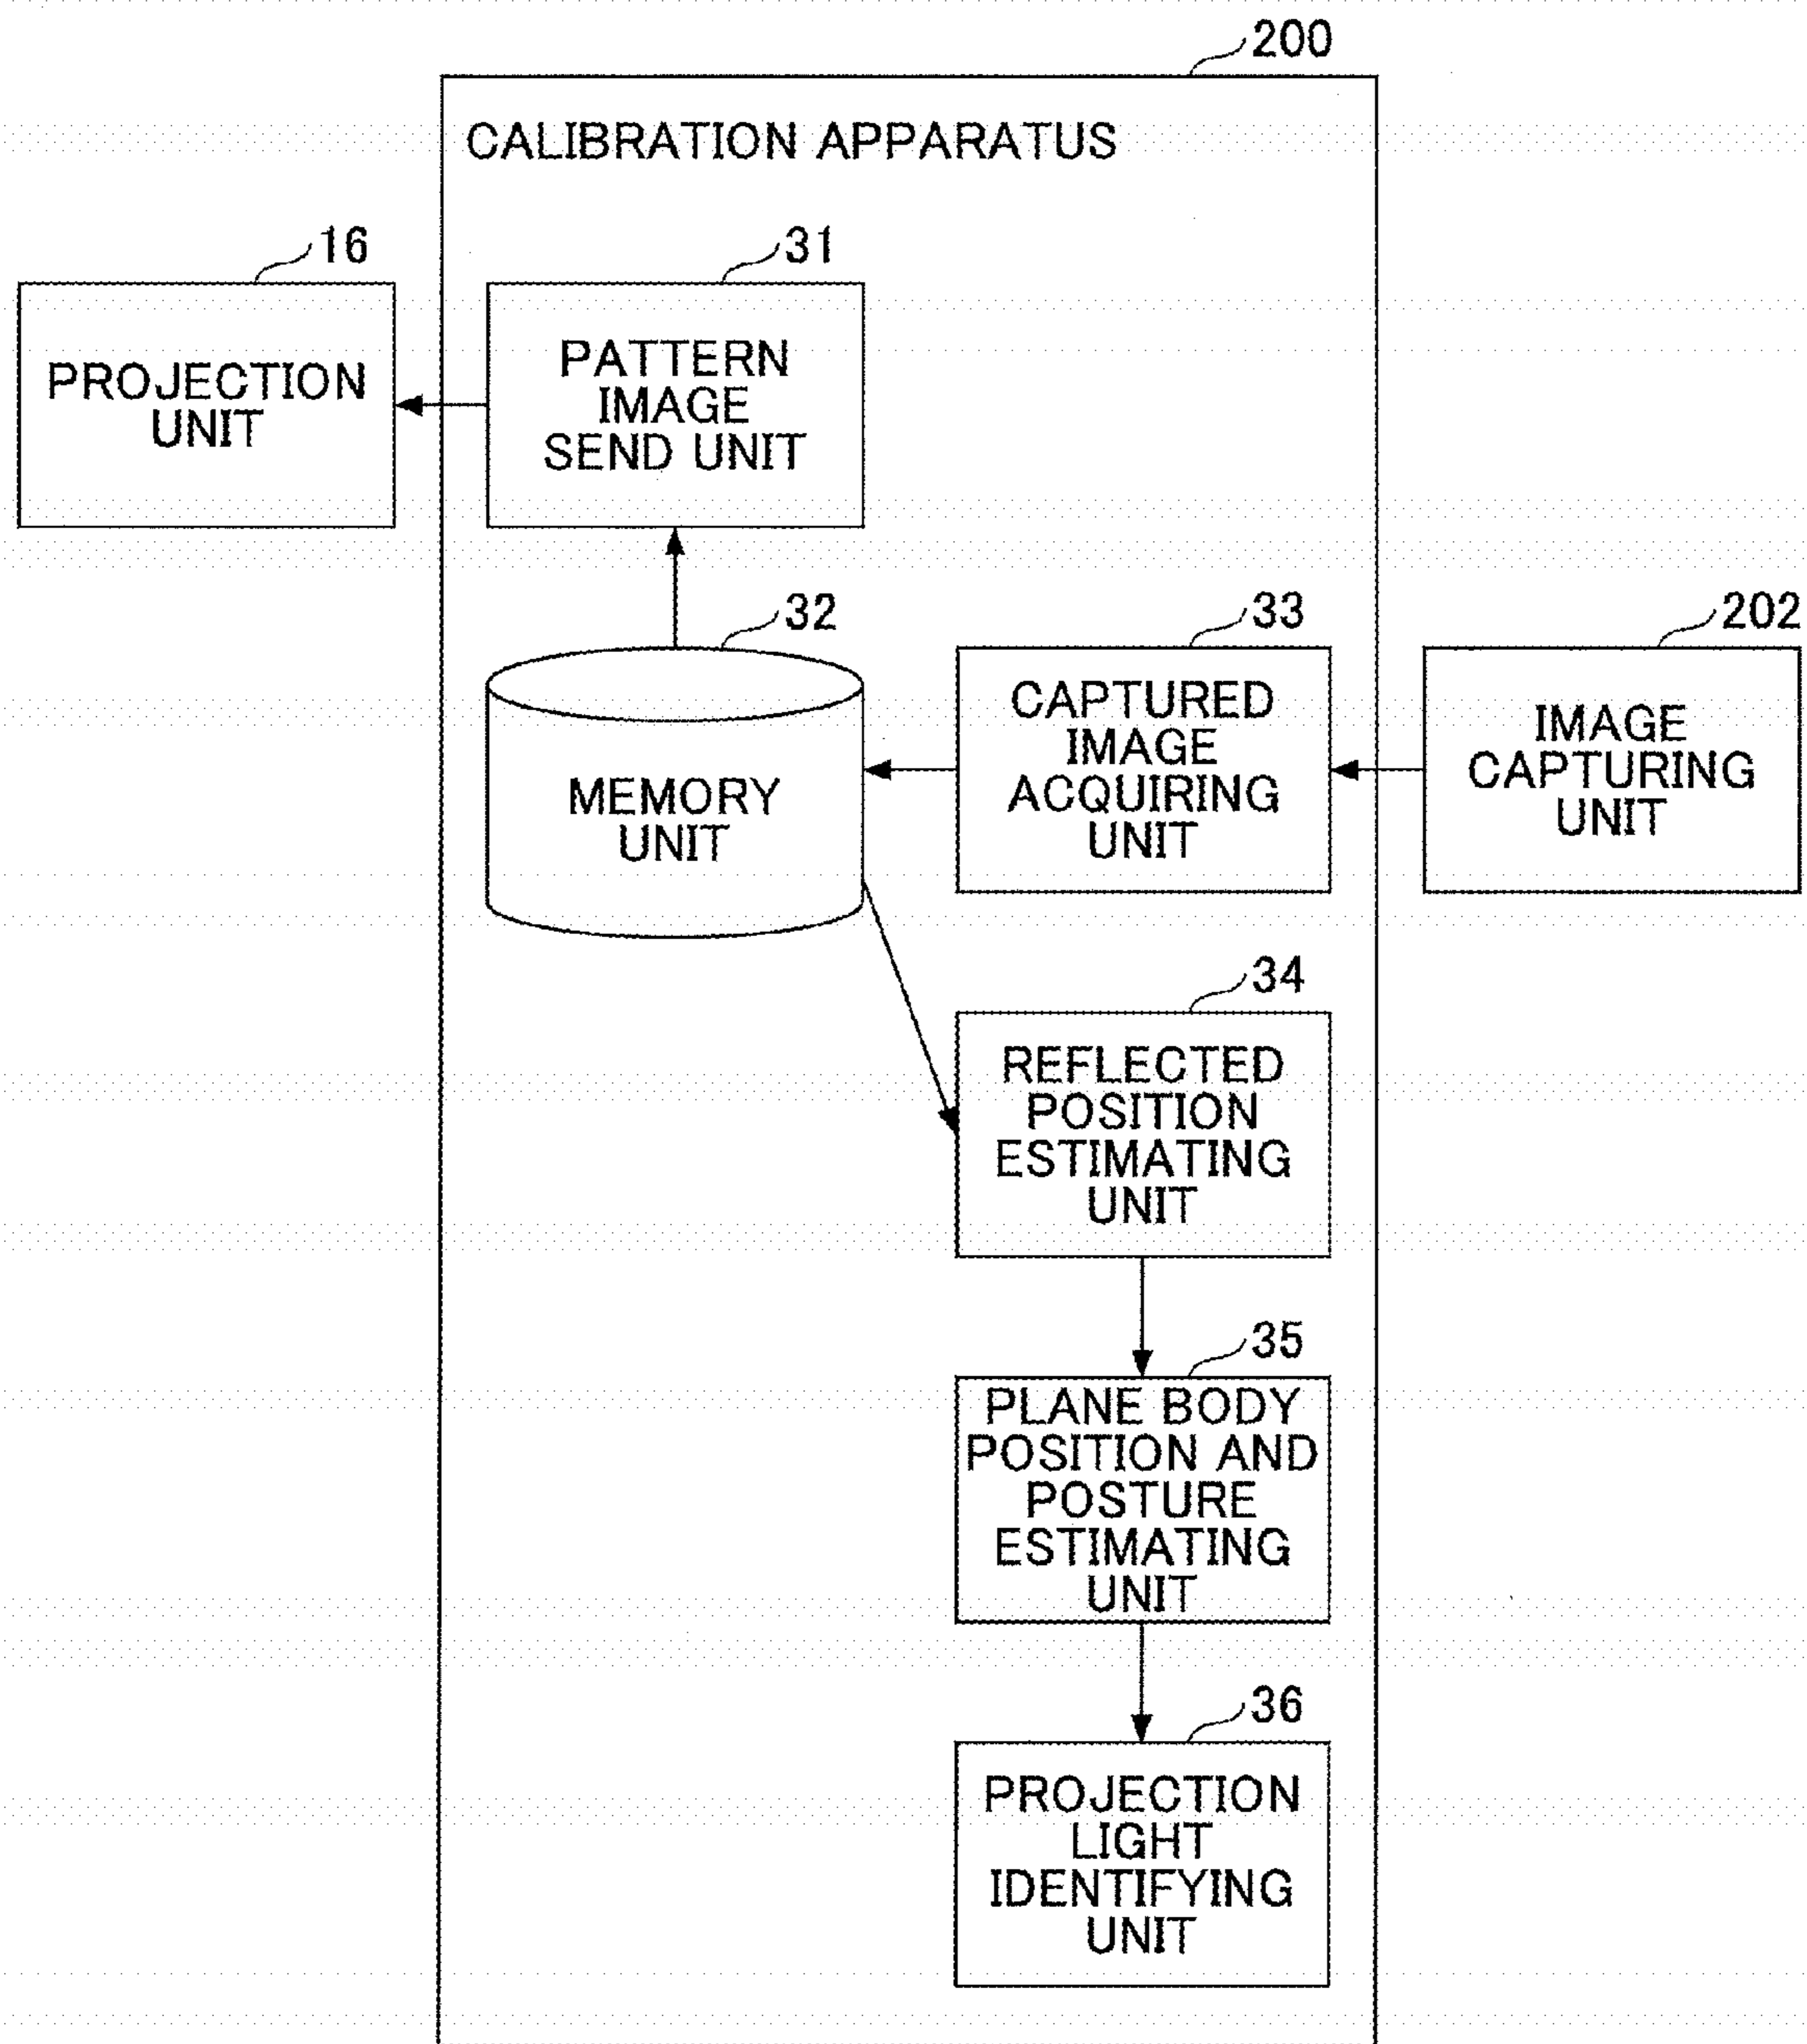 200
CALIBRATION APPARATUS
16
31
PROJECTION
UNIT
PATTERN
IMAGE
SEND UNIT
32
33
202
MEMORY
UNIT
CAPTURED
IMAGE
ACQUIRING
UNIT
IMAGE
CAPTURING
UNIT
34
REFLECTED
POSITION
ESTIMATING
UNIT
35
PLANE BODY
POSITION AND
POSTURE
ESTIMATING
UNIT
36
PROJECTION
LIGHT
IDENTIFYING
UNIT